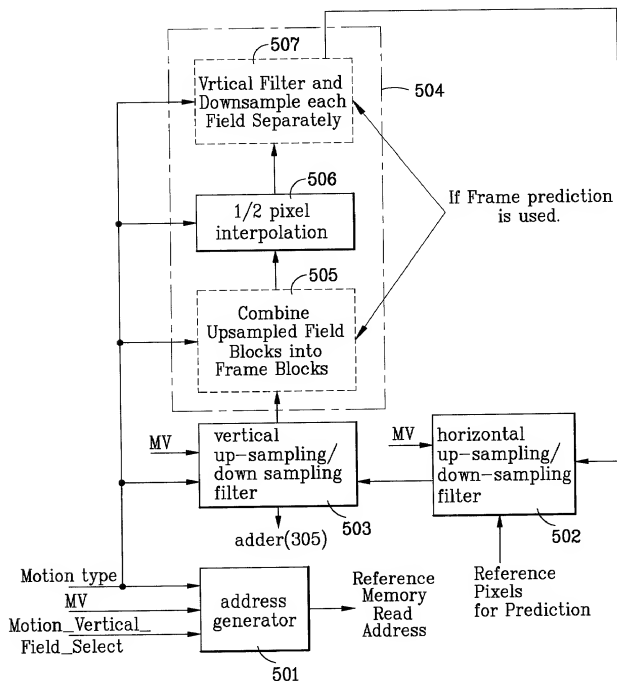 507
Vrtical Filter and
Downsample each
Field Separately
504
506
1/2 pixel
interpolation
If Frame prediction
is used.
505
Combine
Upsampled Field
Blocks into
Frame Blocks
MV
vertical
up-sampling/
down sampling
filter
503
adder(305)
MV
horizontal
up-sampling/
down-sampling
filter
502
Reference
Pixels
for Prediction
Motion type
MV
Motion_Vertical_
Field_Select
address
generator
501
Reference
Memory
Read
Address